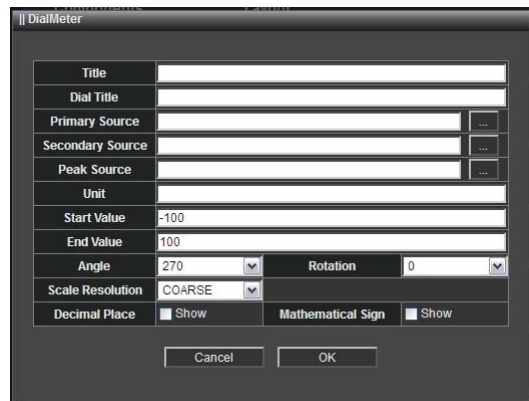 || DialMeter
Title
Dial Title
Primary Source ...
Secondary Source ...
Peak Source ...
Unit
Start Value -100
End Value 100
Angle 270 Rotation 0
Scale Resolution COARSE
Decimal Place Show Mathematical Sign Show
Cancel OK